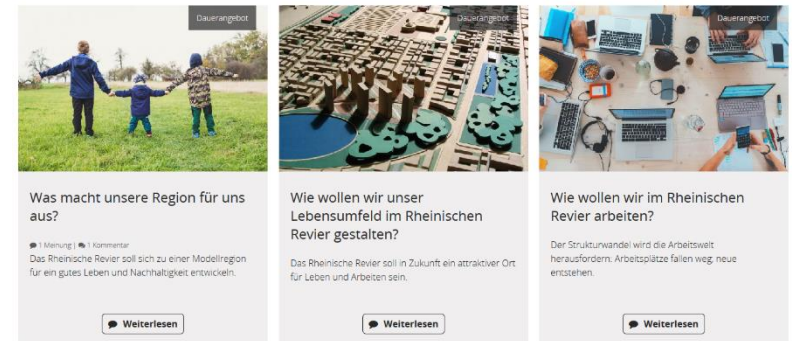 Dauerangebot
Was macht unsere Region für uns
aus?
1 Meinung | 1 Kommentar
Das Rheinische Revier soll sich zu einer Modellregion
für ein gutes Leben und Nachhaltigkeit entwickeln.
Weiterlesen
Dauerangebot
Wie wollen wir unser
Lebensumfeld im Rheinischen
Revier gestalten?
Das Rheinische Revier soll in Zukunft ein attraktiver Ort
für Leben und Arbeiten sein.
Weiterlesen
Dauerangebot
Wie wollen wir im Rheinischen
Revier arbeiten?
Der Strukturwandel wird die Arbeitswelt
herausfordern: Arbeitsplätze fallen weg, neue
entstehen.
Weiterlesen